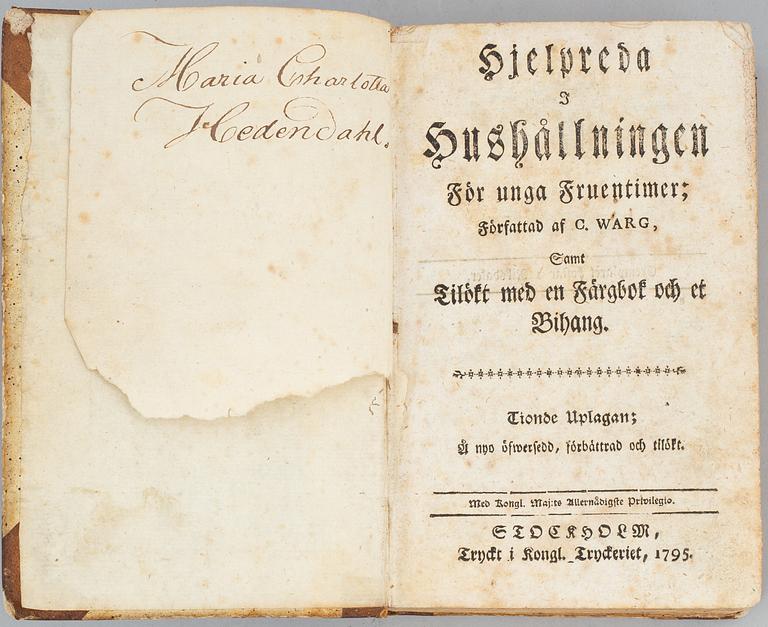 Maria Charlotta
Hedendahl.
Hjelpreda
I
Hushållningen
För unga Fruentimer;
Författad af C. WARG,
Samt
Tilökt med en Färgbok och et
Bihang.
Tionde Uplagan;
Å nyo öfwersedd, förbättrad och tilökt.
Med Kongl. Maj:ts Allernådigste Privilegio.
STOCKHOLM,
Tryckt i Kongl. Tryckeriet, 1795.